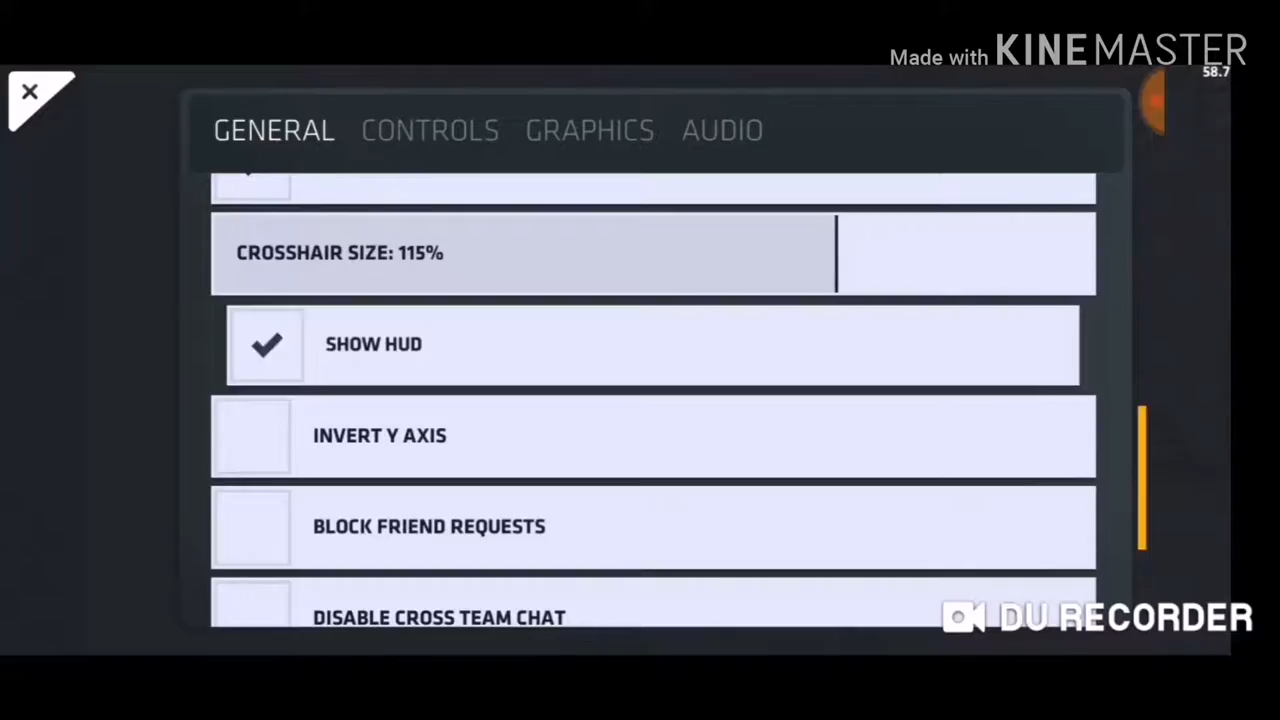 Made with KINEMASTER
58.7
GENERAL CONTROLS GRAPHICS AUDIO
CROSSHAIR SIZE: 115%
SHOW HUD
INVERT Y AXIS
BLOCK FRIEND REQUESTS
DISABLE CROSS TEAM CHAT
DU RECORDER